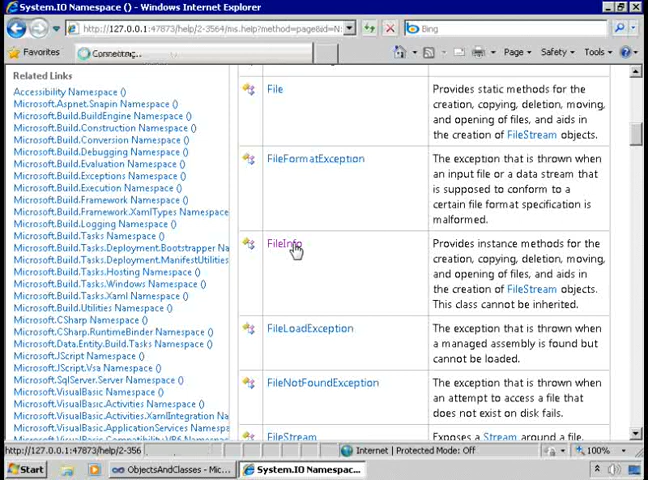 System.IO Namespace () - Windows Internet Explorer
http://127.0.0.1:47873/help/2-3564/ms.help?method=page&id=N%
Bing
Favorites
Connecting...
Page
Safety
Tools
Related Links
Accessibility Namespace ()
Microsoft.Aspnet.Snapin Namespace ()
Microsoft.Build.BuildEngine Namespace ()
Microsoft.Build.Construction Namespace ()
Microsoft.Build.Conversion Namespace ()
Microsoft.Build.Debugging Namespace ()
Microsoft.Build.Evaluation Namespace ()
Microsoft.Build.Exceptions Namespace ()
Microsoft.Build.Execution Namespace ()
Microsoft.Build.Framework Namespace ()
Microsoft.Build.Framework.XamlTypes Namespace
Microsoft.Build.Logging Namespace ()
Microsoft.Build.Tasks Namespace ()
Microsoft.Build.Tasks.Deployment.Bootstrapper Na
Microsoft.Build.Tasks.Deployment.ManifestUtilities
Microsoft.Build.Tasks.Hosting Namespace ()
Microsoft.Build.Tasks.Windows Namespace ()
Microsoft.Build.Tasks.Xaml Namespace ()
Microsoft.Build.Utilities Namespace ()
Microsoft.CSharp Namespace ()
Microsoft.CSharp.RuntimeBinder Namespace ()
Microsoft.Data.Entity.Build.Tasks Namespace ()
Microsoft.JScript Namespace ()
Microsoft.JScript.Vsa Namespace ()
Microsoft.SqlServer.Server Namespace ()
Microsoft.VisualBasic Namespace ()
Microsoft.VisualBasic.Activities Namespace ()
Microsoft.VisualBasic.Activities.XamlIntegration Na
Microsoft.VisualBasic.ApplicationServices Namespa
Microsoft.VisualBasic.Compatibility.VB6 Namespac
File
Provides static methods for the
creation, copying, deletion, moving,
and opening of files, and aids in
the creation of FileStream objects.
FileFormatException
The exception that is thrown when
an input file or a data stream that
is supposed to conform to a
certain file format specification is
malformed.
FileInfo
Provides instance methods for the
creation, copying, deletion, moving,
and opening of files, and aids in
the creation of FileStream objects.
This class cannot be inherited.
FileLoadException
The exception that is thrown when
a managed assembly is found but
cannot be loaded.
FileNotFoundException
The exception that is thrown when
an attempt to access a file that
does not exist on disk fails.
FileStream
Exposes a Stream around a file,
http://127.0.0.1:47873/help/2-356
Internet | Protected Mode: Off
100%
Start
ObjectsAndClasses - Mic...
System.IO Namespac...